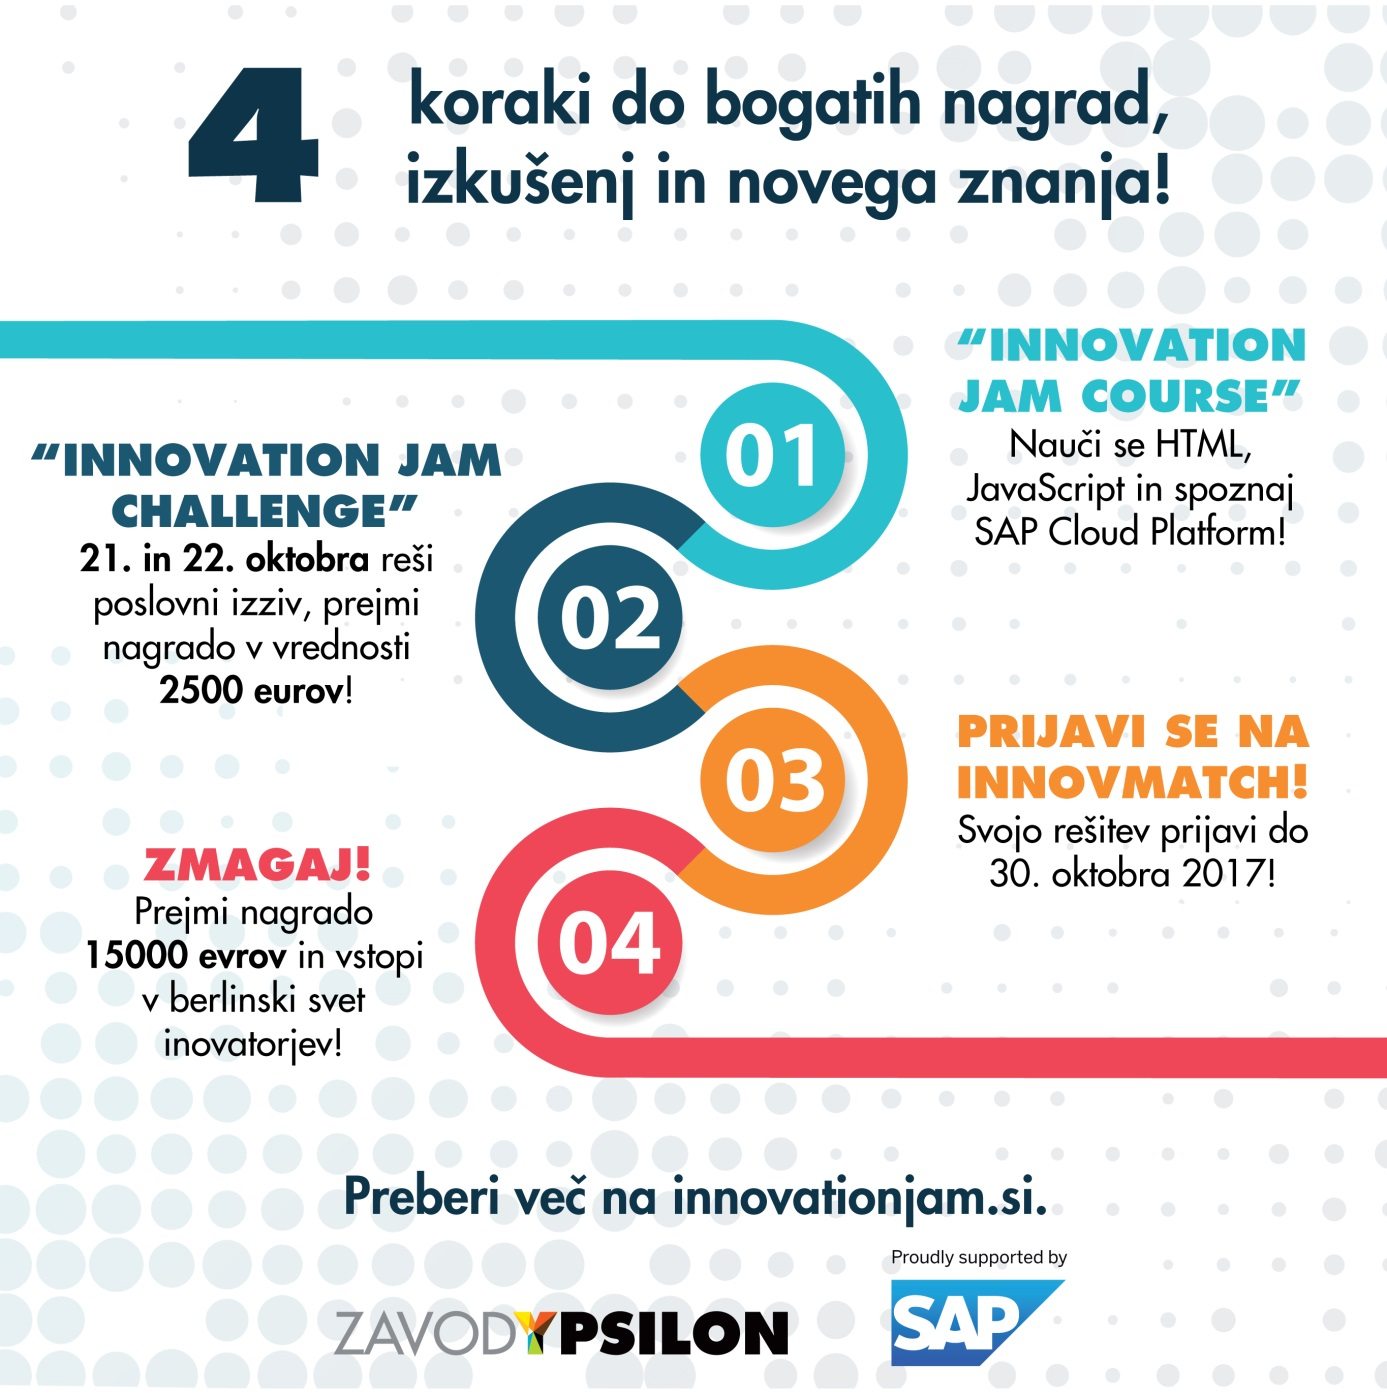 4
koraki do bogatih nagrad,
izkušenj in novega znanja!
01
“INNOVATION
JAM COURSE”
Nauči se HTML,
JavaScript in spoznaj
SAP Cloud Platform!
“INNOVATION JAM
CHALLENGE”
21. in 22. oktobra reši
poslovni izziv, prejmi
nagrado v vrednosti
2500 eurov!
02
03
PRIJAVI SE NA
INNOVMATCH!
Svojo rešitev prijavi do
30. oktobra 2017!
ZMAGAJ!
Prejmi nagrado
15000 evrov in vstopi
v berlinski svet
inovatorjev!
04
Preberi več na innovationjam.si.
ZAVODYPSILON
Proudly supported by
SAP